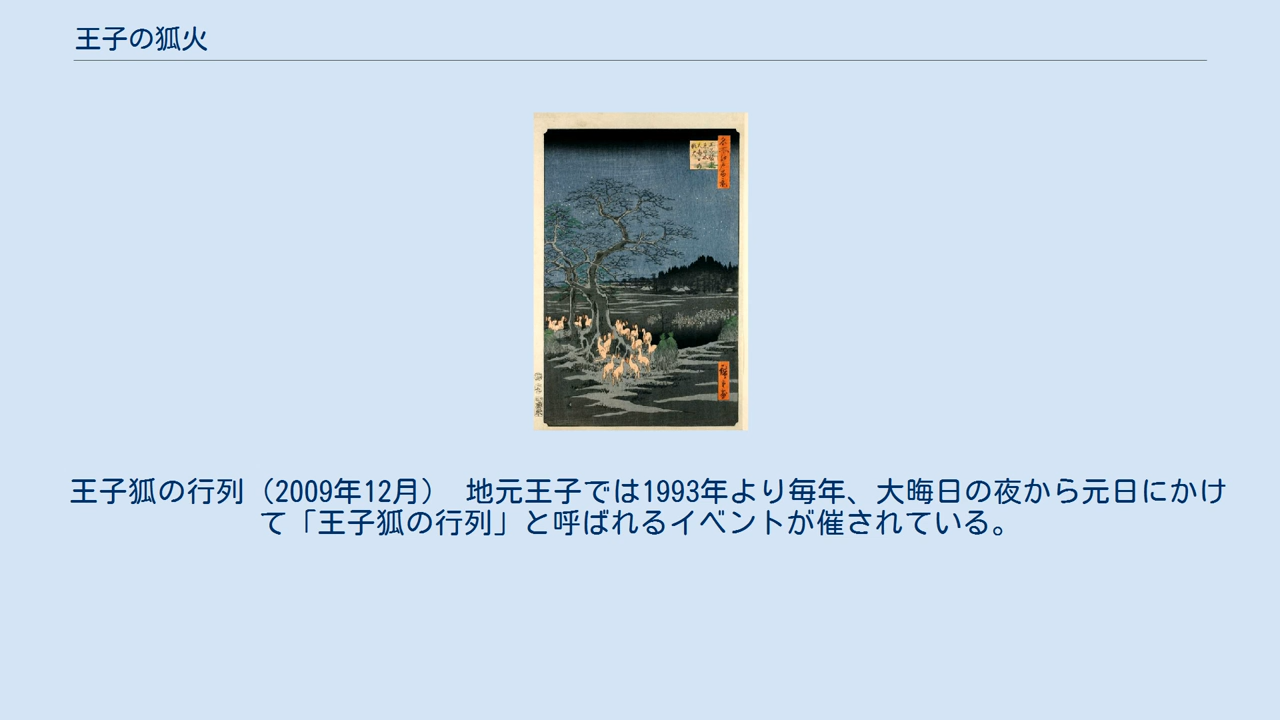 王子の狐火
王子狐の行列（2009年12月） 地元王子では1993年より毎年、大晦日の夜から元日にかけ
て「王子狐の行列」と呼ばれるイベントが催されている。